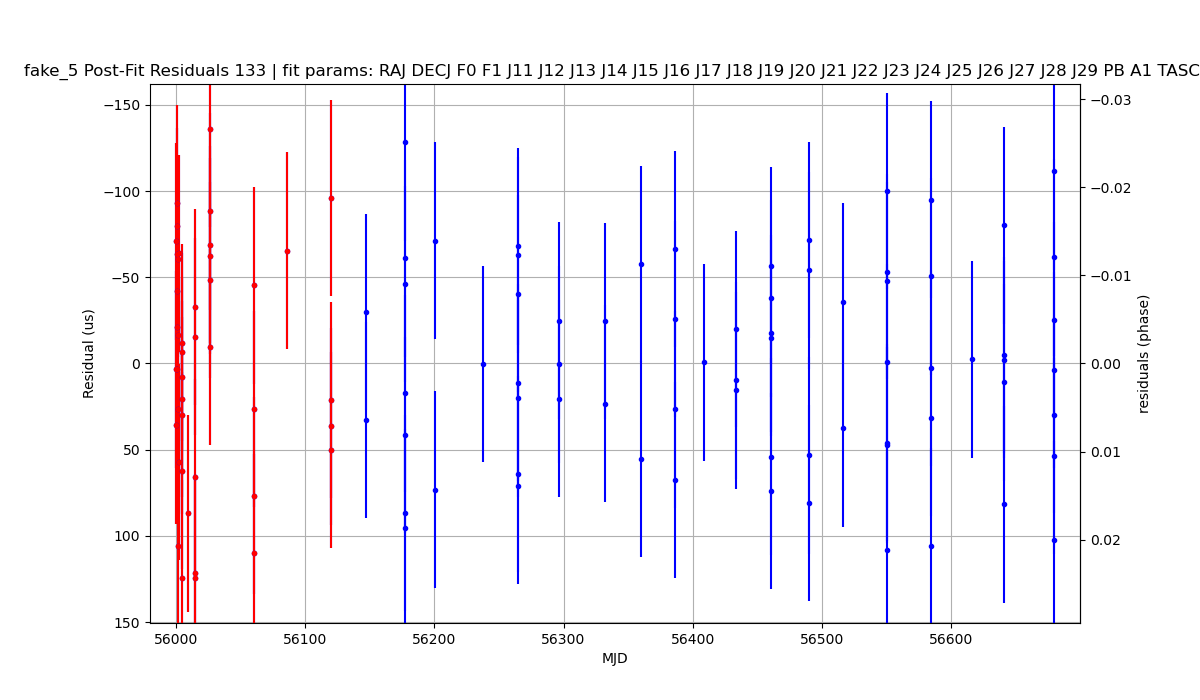 fake_5 Post-Fit Residuals 133 | fit params: RAJ DECJ F0 F1 J11 J12 J13 J14 J15 J16 J17 J18 J19 J20 J21 J22 J23 J24 J25 J26 J27 J28 J29 PB A1 TASC
−150
−100
−50
0
50
100
150
Residual (us)
−0.03
−0.02
−0.01
0.00
0.01
0.02
residuals (phase)
56000 56100 56200 56300 56400 56500 56600
MJD